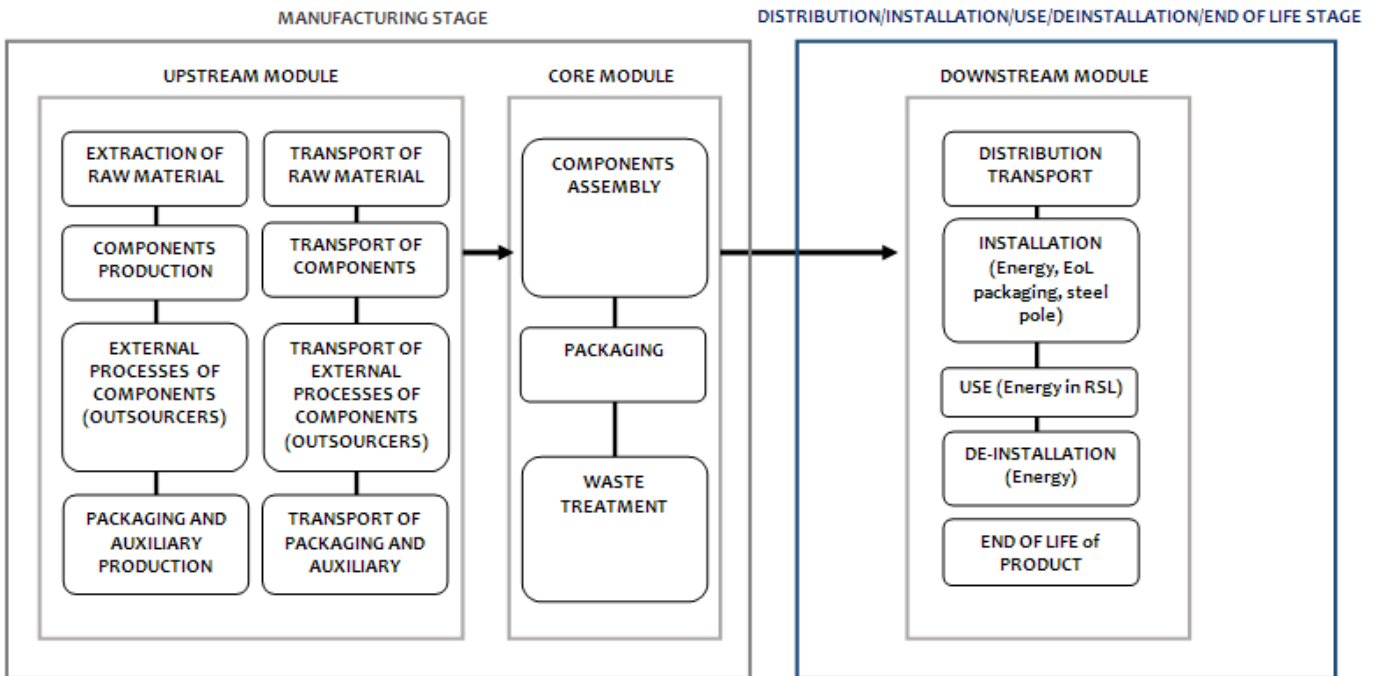 MANUFACTURING STAGE
DISTRIBUTION/INSTALLATION/USE/DEINSTALLATION/END OF LIFE STAGE
UPSTREAM MODULE
CORE MODULE
DOWNSTREAM MODULE
EXTRACTION OF
RAW MATERIAL
COMPONENTS
PRODUCTION
EXTERNAL
PROCESSES OF
COMPONENTS
(OUTSOURCERS)
PACKAGING AND
AUXILIARY
PRODUCTION
TRANSPORT OF
RAW MATERIAL
TRANSPORT OF
COMPONENTS
TRANSPORT OF
EXTERNAL
PROCESSES OF
COMPONENTS
(OUTSOURCERS)
TRANSPORT OF
PACKAGING AND
AUXILIARY
COMPONENTS
ASSEMBLY
PACKAGING
WASTE
TREATMENT
DISTRIBUTION
TRANSPORT
INSTALLATION
(Energy, EoL
packaging, steel
pole)
USE (Energy in RSL)
DE-INSTALLATION
(Energy)
END OF LIFE of
PRODUCT